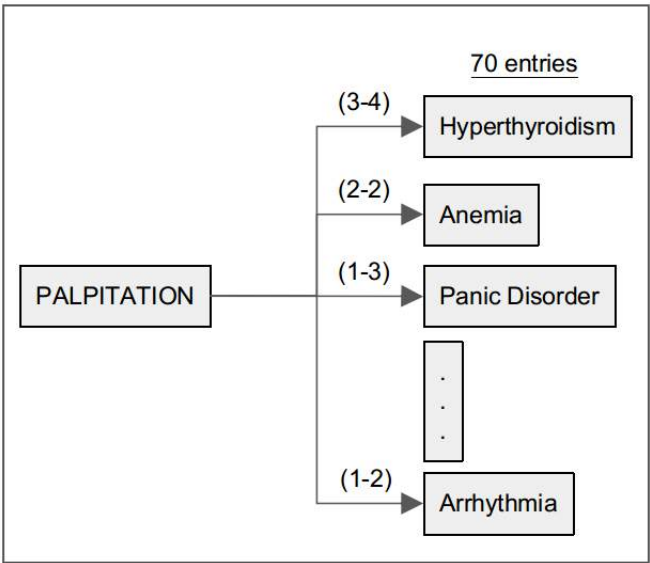 70 entries
(3-4)
Hyperthyroidism
(2-2)
Anemia
(1-3)
PALPITATION
Panic Disorder
.
.
.
(1-2)
Arrhythmia